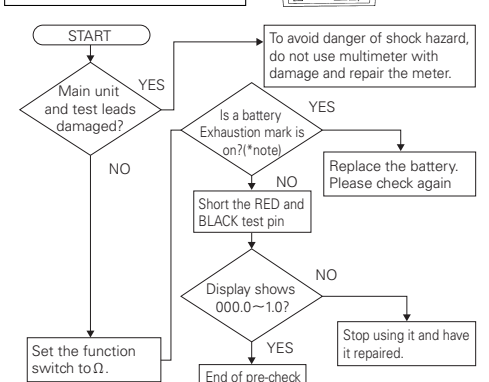 START
To avoid danger of shock hazard,
do not use multimeter with
damage and repair the meter.
Main unit
and test leads
damaged?
YES
NO
Is a battery
Exhaustion mark is
on?(*note)
YES
Replace the battery.
Please check again
NO
Short the RED and
BLACK test pin
Display shows
000.0～1.0?
NO
Stop using it and have
it repaired.
YES
Set the function
switch to Ω.
End of pre-check